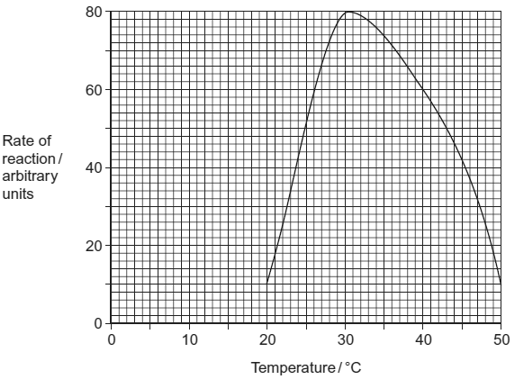 80
60
Rate of
reaction /
arbitrary
units
40
20
0
0 10 20 30 40 50
Temperature / °C